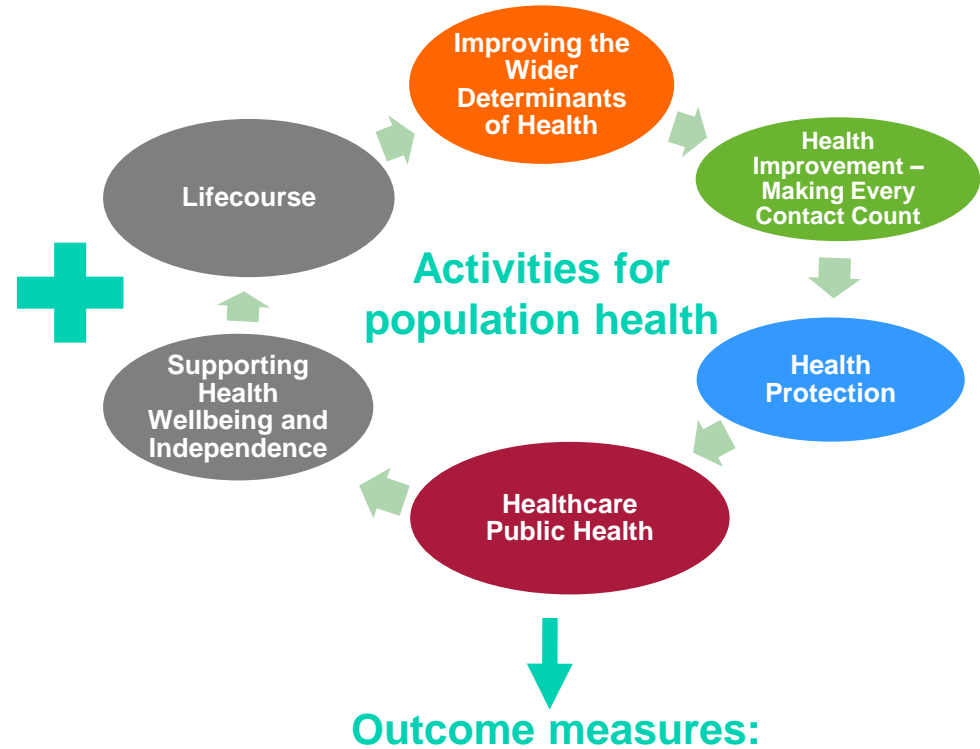 Improving the
Wider
Determinants
of Health
Health
Improvement –
Making Every
Contact Count
Lifecourse
Activities for
population health
Supporting
Health
Wellbeing and
Independence
Health
Protection
Healthcare
Public Health
Outcome measures: